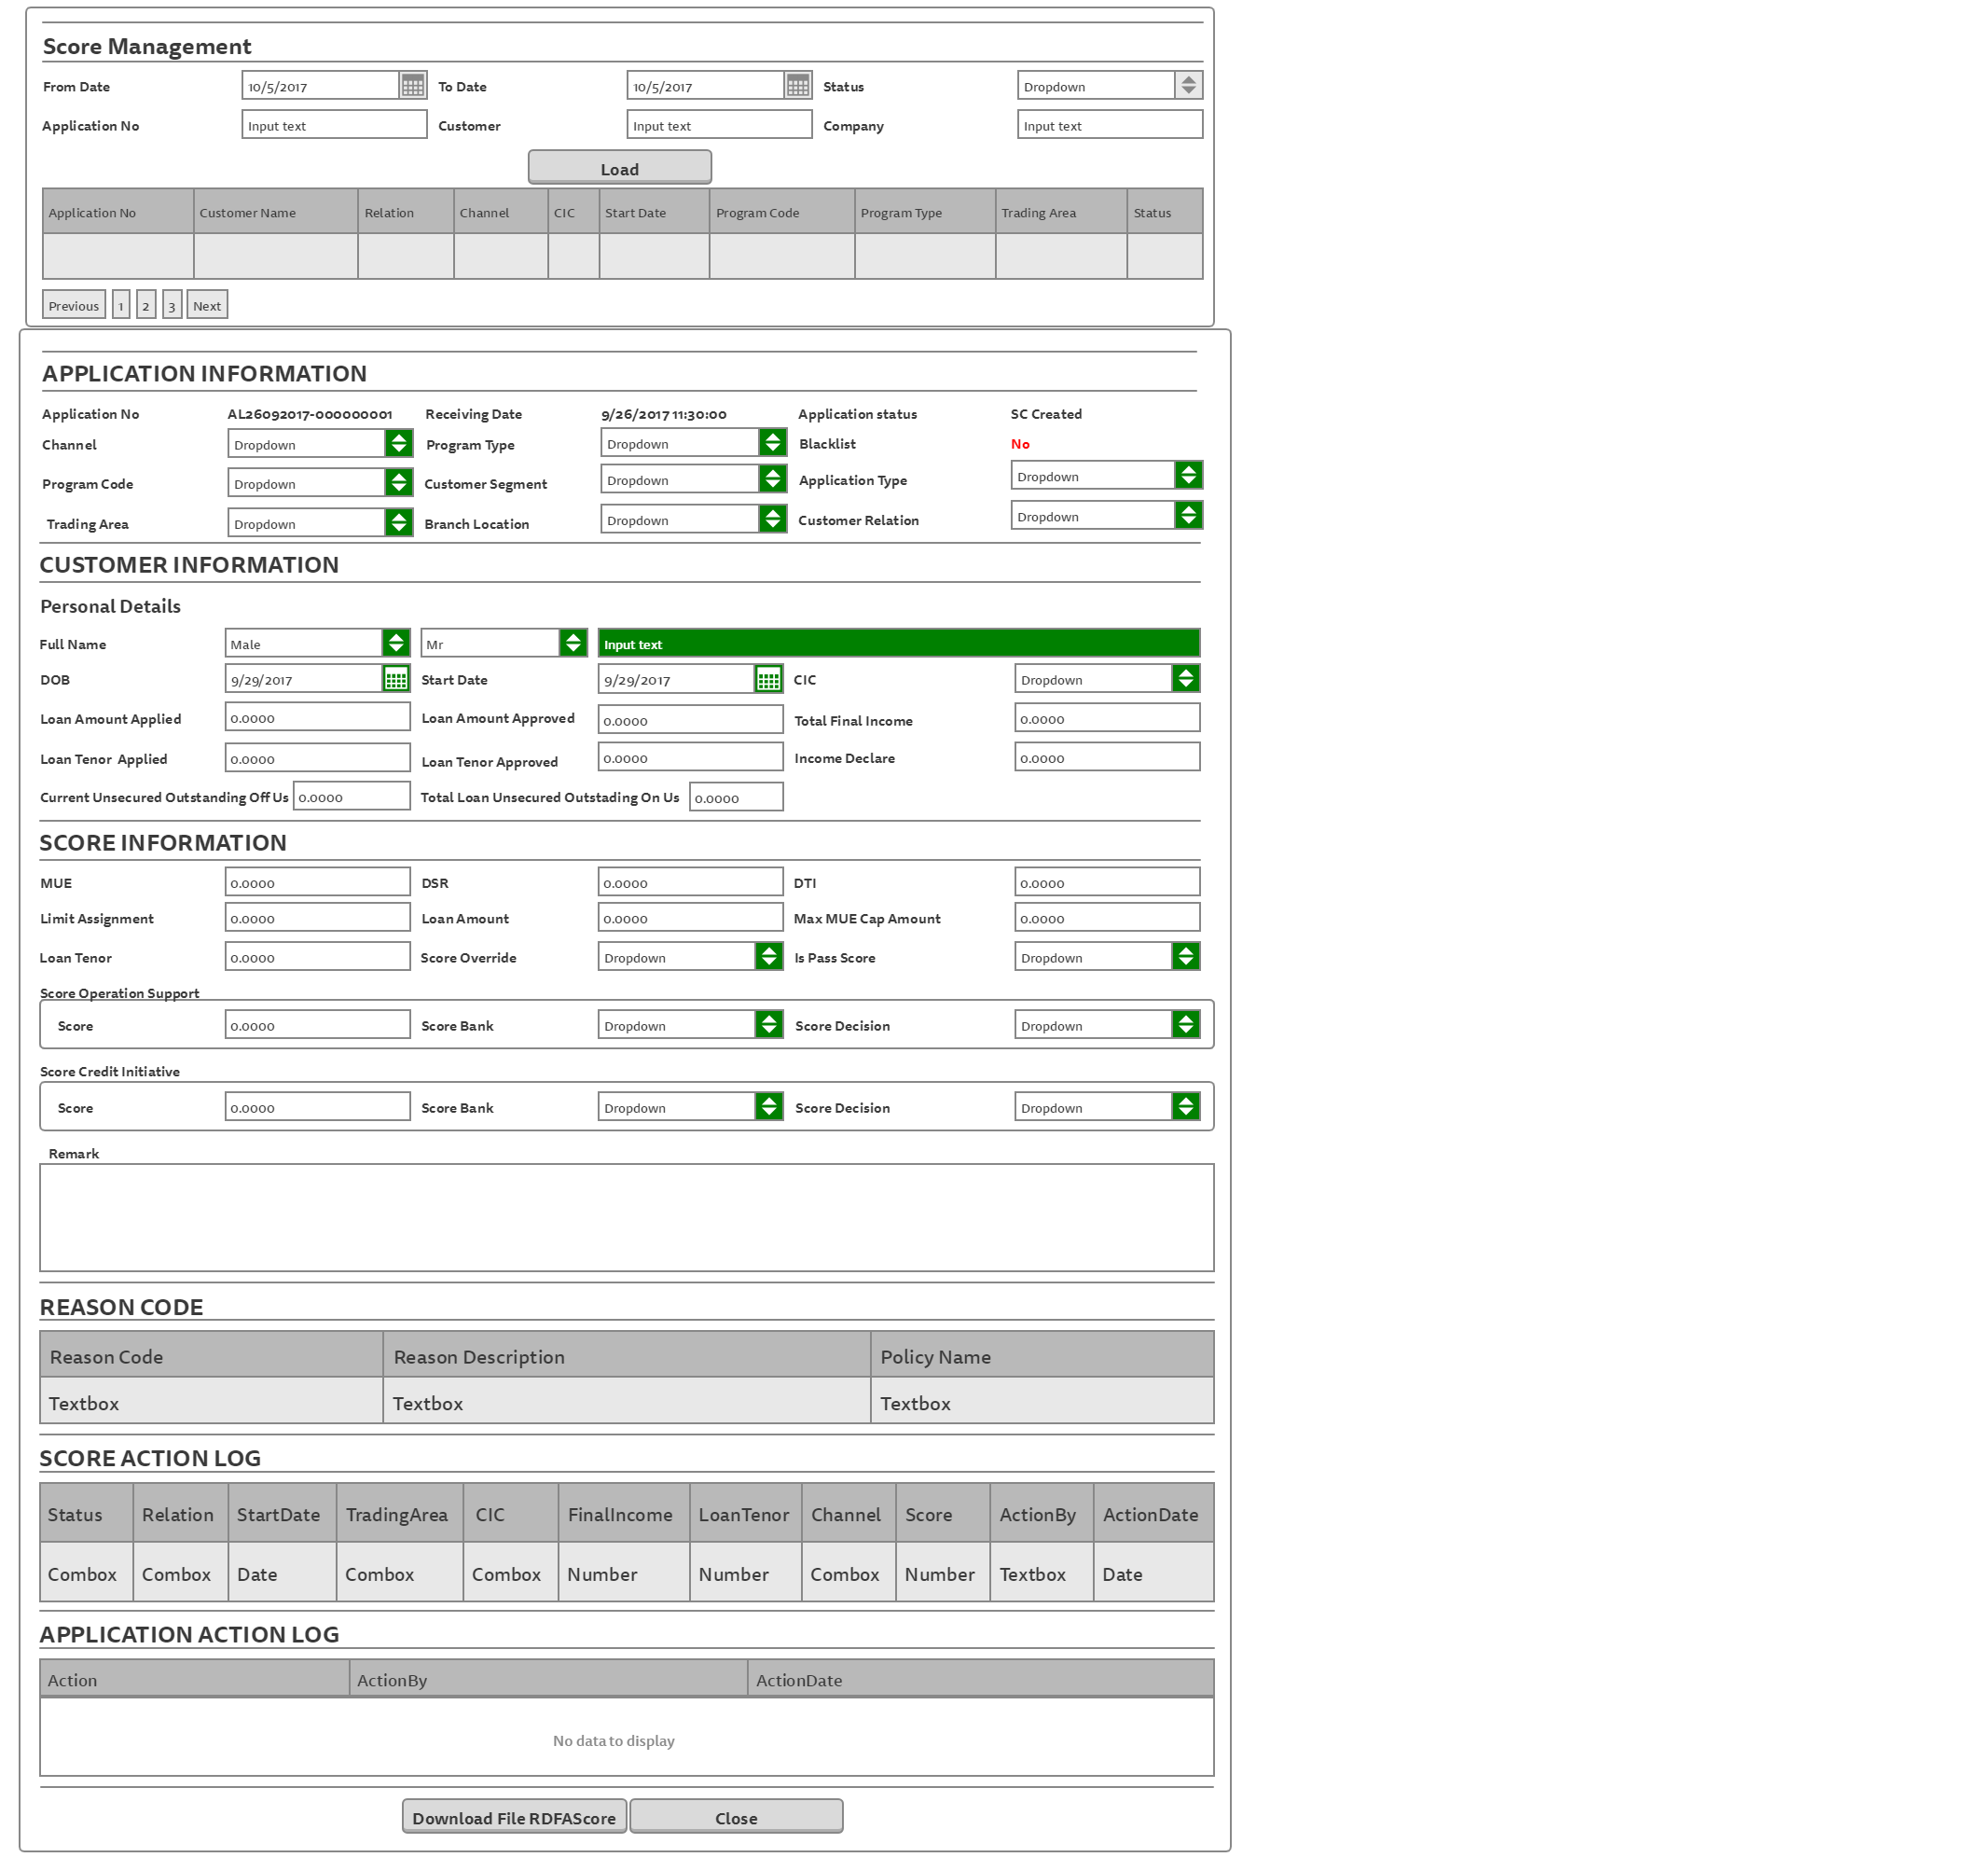 Score Management
From Date 10/5/2017 To Date 10/5/2017 Status Dropdown
Application No Input text Customer Input text Company Input text
Load
Application No Customer Name Relation Channel CIC Start Date Program Code Program Type Trading Area Status
Previous 1 2 3 Next
APPLICATION INFORMATION
Application No AL26092017-000000001 Receiving Date 9/26/2017 11:30:00 Application status SC Created
Channel Dropdown Program Type Dropdown Blacklist No
Program Code Dropdown Customer Segment Dropdown Application Type Dropdown
Trading Area Dropdown Branch Location Dropdown Customer Relation Dropdown
CUSTOMER INFORMATION
Personal Details
Full Name Male Mr Input text
DOB 9/29/2017 Start Date 9/29/2017 CIC Dropdown
Loan Amount Applied 0.0000 Loan Amount Approved 0.0000 Total Final Income 0.0000
Loan Tenor Applied 0.0000 Loan Tenor Approved 0.0000 Income Declare 0.0000
Current Unsecured Outstanding Off Us 0.0000 Total Loan Unsecured Outstading On Us 0.0000
SCORE INFORMATION
MUE 0.0000 DSR 0.0000 DTI 0.0000
Limit Assignment 0.0000 Loan Amount 0.0000 Max MUE Cap Amount 0.0000
Loan Tenor 0.0000 Score Override Dropdown Is Pass Score Dropdown
Score Operation Support
Score 0.0000 Score Bank Dropdown Score Decision Dropdown
Score Credit Initiative
Score 0.0000 Score Bank Dropdown Score Decision Dropdown
Remark
REASON CODE
Reason Code Reason Description Policy Name
Textbox Textbox Textbox
SCORE ACTION LOG
Status Relation StartDate TradingArea CIC FinalIncome LoanTenor Channel Score ActionBy ActionDate
Combox Combox Date Combox Combox Number Number Combox Number Textbox Date
APPLICATION ACTION LOG
Action ActionBy ActionDate
No data to display
Download File RDFAScore Close